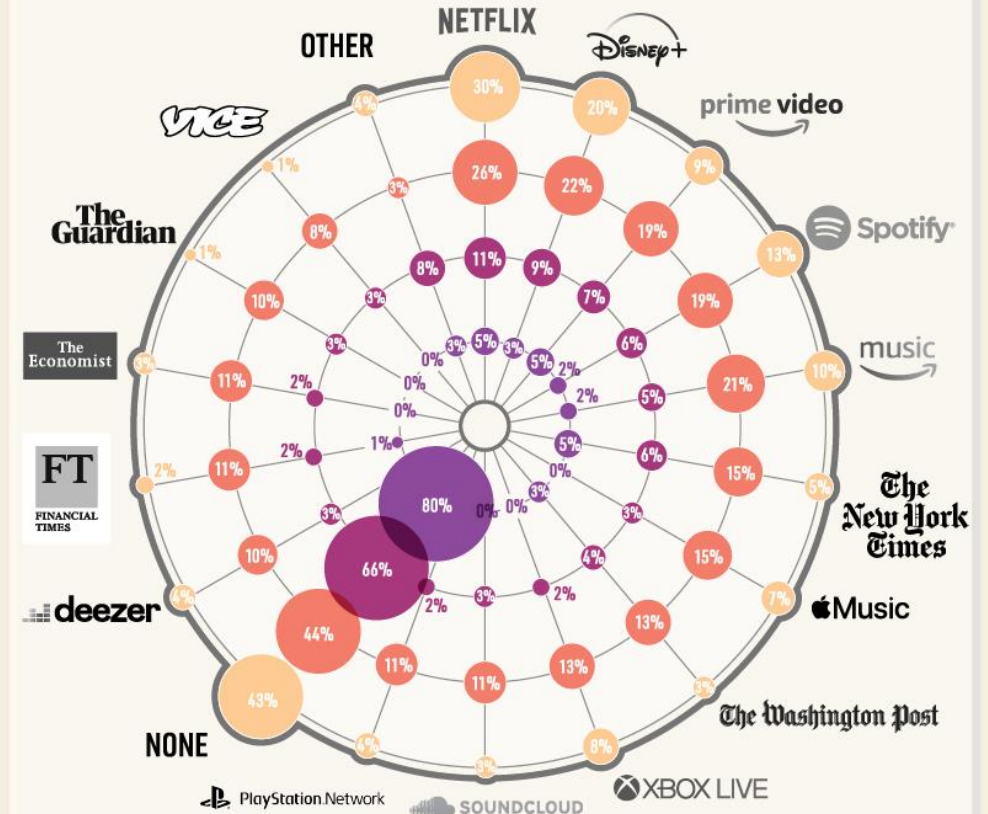 NETFLIX
OTHER
Disney+
30%
4%
20%
prime video
VICE
1%
9%
26%
22%
3%
The
Guardian
8%
19%
Spotify
1%
13%
11%
8%
9%
10%
3%
7%
19%
The
Economist
3%
3%
3%
5%
3%
6%
music
0%
5%
2%
10%
11%
2%
0%
2%
5%
21%
0%
FT
FINANCIAL
TIMES
2%
11%
2%
1%
5%
6%
15%
5%
The
New York
Times
0%
80%
3%
0%
0%
3%
3%
10%
4%
15%
66%
deezer
4%
2%
3%
2%
7%
Music
44%
13%
11%
11%
13%
43%
3%
The Washington Post
NONE
4%
3%
8%
PlayStation Network
SOUNDCLOUD
XBOX LIVE